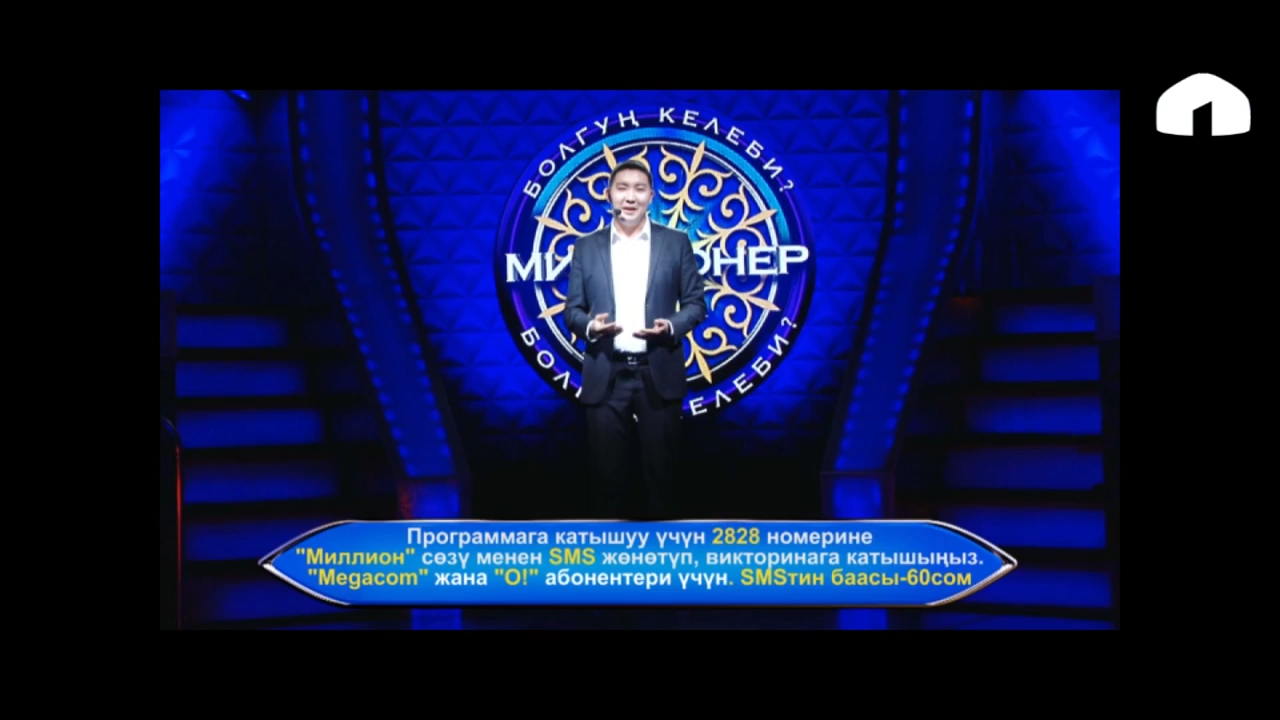 БОЛГУҢ КЕЛЕБИ?
Программага катышуу үчүн 2828 номерине
"Миллион" сөзү менен SMS жөнөтүп, викторинага катышыңыз.
"Megacom" жана "О!" абонентери үчүн. SMSтин баасы-60сом